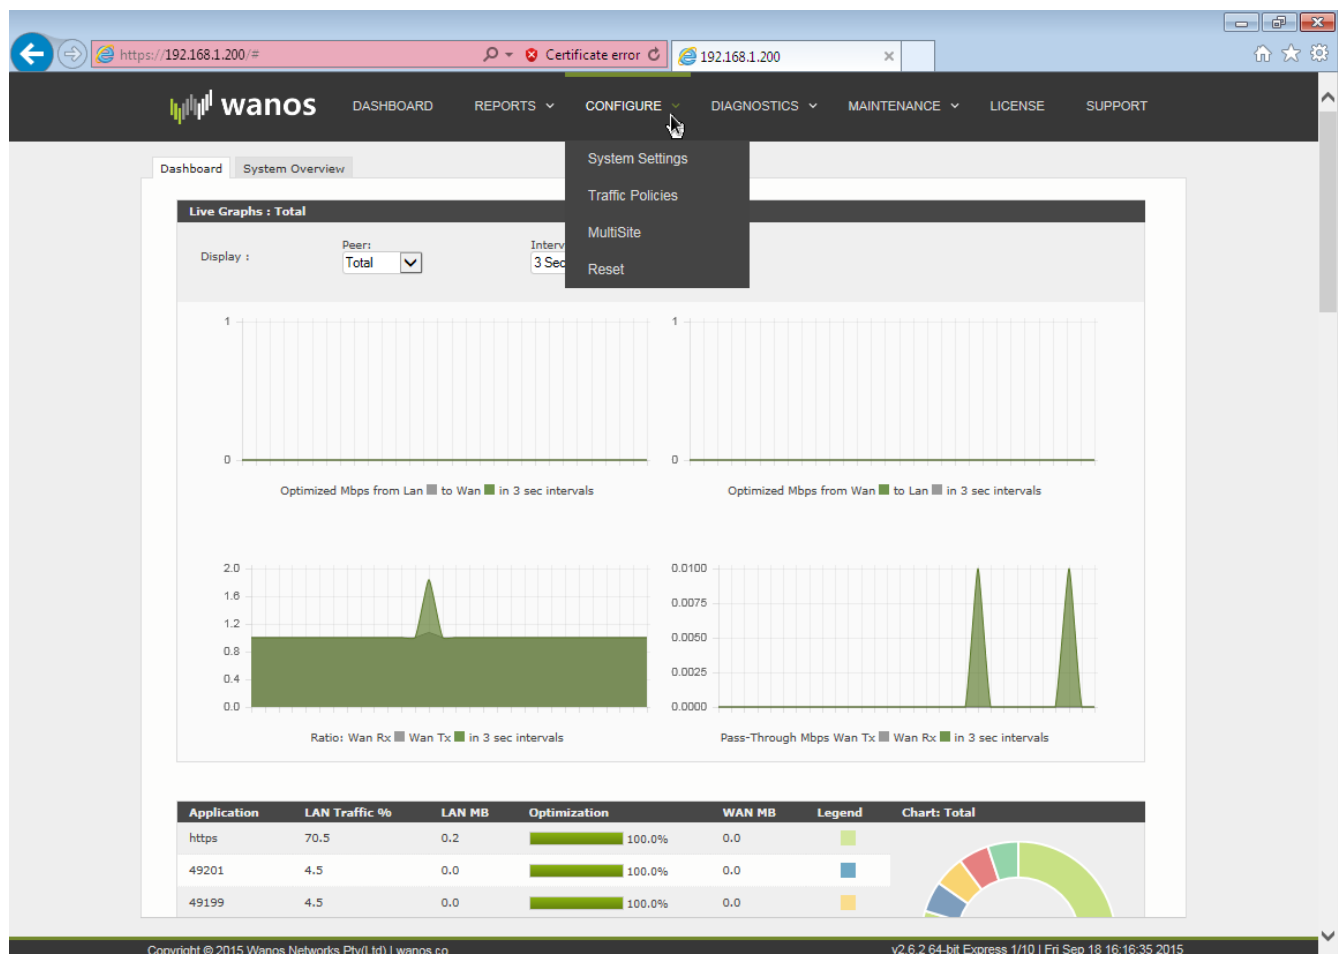 https://192.168.1.200/#
Certificate error
192.168.1.200
wanos
DASHBOARD
REPORTS
CONFIGURE
DIAGNOSTICS
MAINTENANCE
LICENSE
SUPPORT
System Settings
Traffic Policies
MultiSite
Reset
Dashboard
System Overview
Live Graphs : Total
Display :
Peer:
Total
Interv
3 Sec
1
0
Optimized Mbps from Lan to Wan in 3 sec intervals
1
0
Optimized Mbps from Wan to Lan in 3 sec intervals
2.0
1.6
1.2
0.8
0.4
0.0
Ratio: Wan Rx Wan Tx in 3 sec intervals
0.0100
0.0075
0.0050
0.0025
0.0000
Pass-Through Mbps Wan Tx Wan Rx in 3 sec intervals
Application LAN Traffic % LAN MB Optimization WAN MB Legend Chart: Total
https 70.5 0.2 100.0% 0.0
49201 4.5 0.0 100.0% 0.0
49199 4.5 0.0 100.0% 0.0
Copyright © 2015 Wanos Networks Pty(Ltd) | wanos.co
v2.6.2 64-bit Express 1/10 | Fri Sep 18 16:16:35 2015